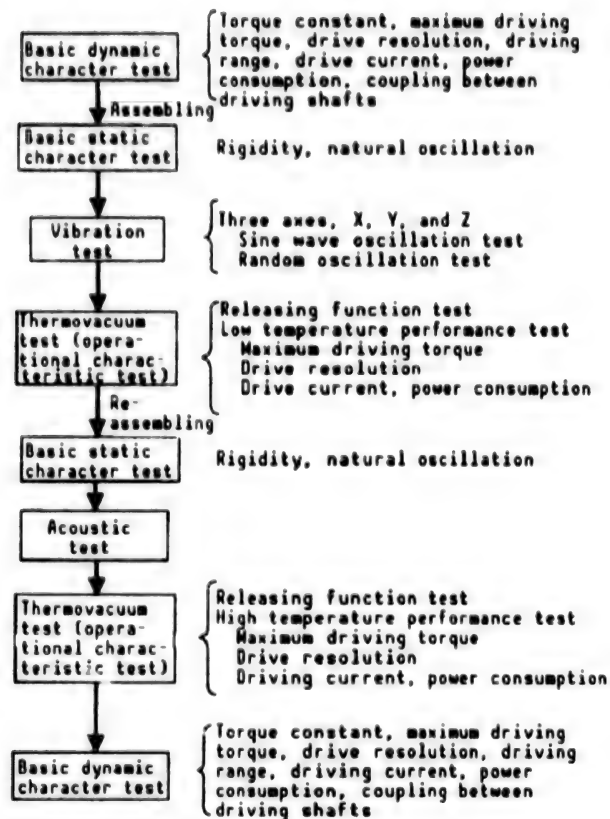 Basic dynamic
character test
Torque constant, maximum driving
torque, drive resolution, driving
range, drive current, power
consumption, coupling between
driving shafts
Assembling
Basic static
character test
Rigidity, natural oscillation
Vibration
test
Three axes, X, Y, and Z
Sine wave oscillation test
Random oscillation test
Thermovacuum
test (opera-
tional charac-
teristic test)
Releasing function test
Low temperature performance test
Maximum driving torque
Drive resolution
Drive current, power consumption
Re-
assembling
Basic static
character test
Rigidity, natural oscillation
Acoustic
test
Thermovacuum
test (opera-
tional charac-
teristic test)
Releasing function test
High temperature performance test
Maximum driving torque
Drive resolution
Driving current, power consumption
Basic dynamic
character test
Torque constant, maximum driving
torque, drive resolution, driving
range, driving current, power
consumption, coupling between
driving shafts